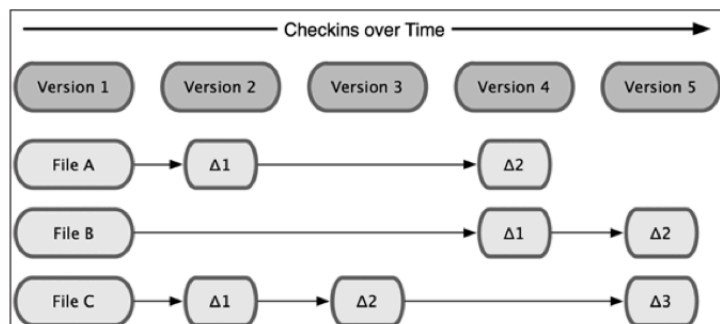 Checkins over Time
Version 1 Version 2 Version 3 Version 4 Version 5
File A Δ1 Δ2
File B Δ1 Δ2
File C Δ1 Δ2 Δ3